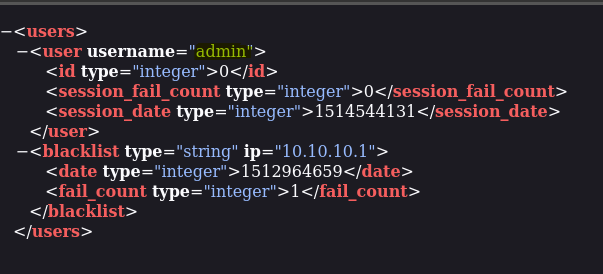 −<users>
−<user username="admin">
<id type="integer">0</id>
<session_fail_count type="integer">0</session_fail_count>
<session_date type="integer">1514544131</session_date>
</user>
−<blacklist type="string" ip="10.10.10.1">
<date type="integer">1512964659</date>
<fail_count type="integer">1</fail_count>
</blacklist>
</users>